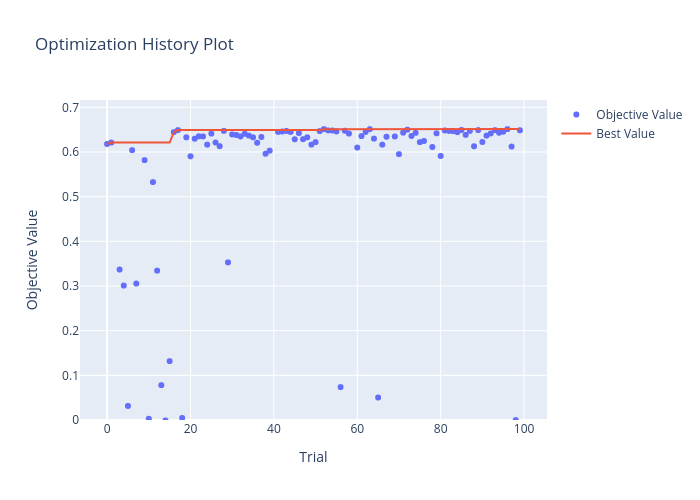 Optimization History Plot
0.7
0.6
0.5
0.4
0.3
0.2
0.1
0
0
20
40
60
80
100
Objective Value
Trial
Objective Value
Best Value